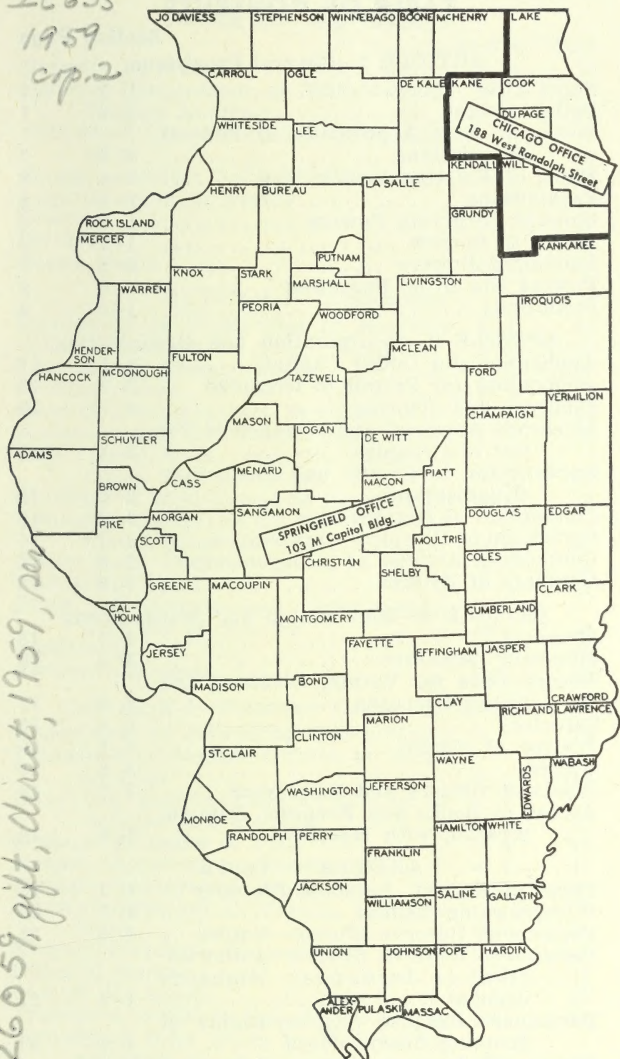 1959
cop.2
JO DAVIESS
STEPHENSON
WINNEBAGO
BOONE
MCHENRY
LAKE
CARROLL
OGLE
DE KALB
KANE
COOK
DU PAGE
CHICAGO OFFICE
188 West Randolph Street
WHITESIDE
LEE
KENDALL
WILL
HENRY
BUREAU
LA SALLE
GRUNDY
ROCK ISLAND
MERCER
PUTNAM
KANKAKEE
KNOX
STARK
MARSHALL
LIVINGSTON
WARREN
PEORIA
IROQUOIS
WOODFORD
HENDER-
SON
MCLEAN
HANCOCK
MCDONOUGH
FULTON
TAZEWELL
FORD
VERMILION
MASON
LOGAN
CHAMPAIGN
ADAMS
SCHUYLER
DE WITT
MENARD
PIATT
BROWN
CASS
MACON
PIKE
MORGAN
SANGAMON
SPRINGFIELD OFFICE
103 M Capitol Bldg.
DOUGLAS
EDGAR
SCOTT
MOULTRIE
CHRISTIAN
COLES
SHELBY
GREENE
MACOUPIN
CLARK
CAL-
HOUN
MONTGOMERY
CUMBERLAND
JERSEY
FAYETTE
EFFINGHAM
JASPER
MADISON
BOND
CLAY
CRAWFORD
RICHLAND
LAWRENCE
MARION
CLINTON
ST. CLAIR
WAYNE
EDWARDS
WABASH
WASHINGTON
JEFFERSON
MONROE
RANDOLPH
PERRY
HAMILTON
WHITE
FRANKLIN
JACKSON
SALINE
GALLATIN
WILLIAMSON
UNION
JOHNSON
POPE
HARDIN
ALEX-
ANDER
PULASKI
MASSAC
26059, gift, direct, 1959, ser